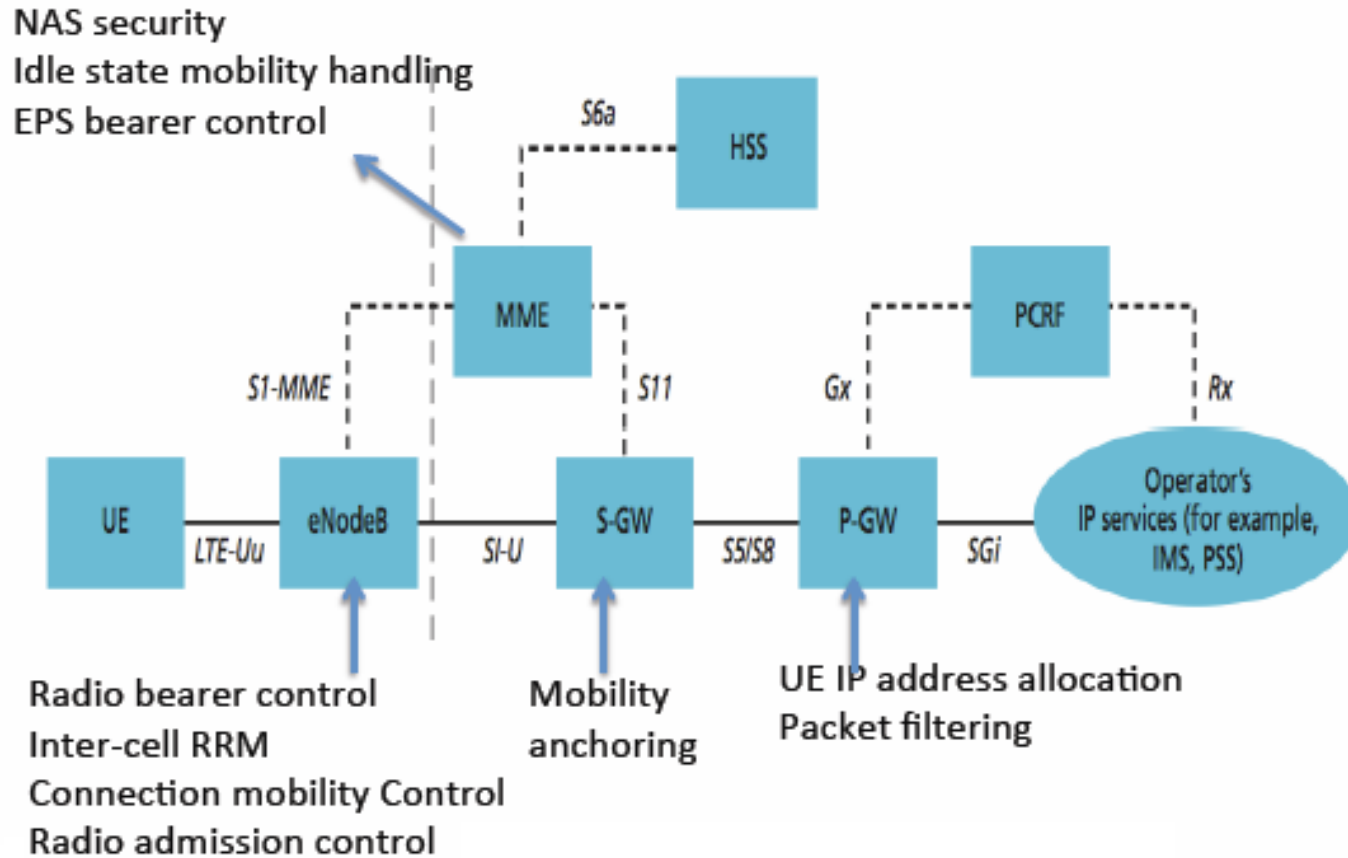 NAS security
Idle state mobility handling
EPS bearer control
S6a
HSS
MME
PCRF
S1-MME
S11
Gx
Rx
UE
eNodeB
S-GW
P-GW
Operator's
IP services (for example,
IMS, PSS)
LTE-Uu
SI-U
S5/S8
SGi
Radio bearer control
Inter-cell RRM
Connection mobility Control
Radio admission control
Mobility
anchoring
UE IP address allocation
Packet filtering